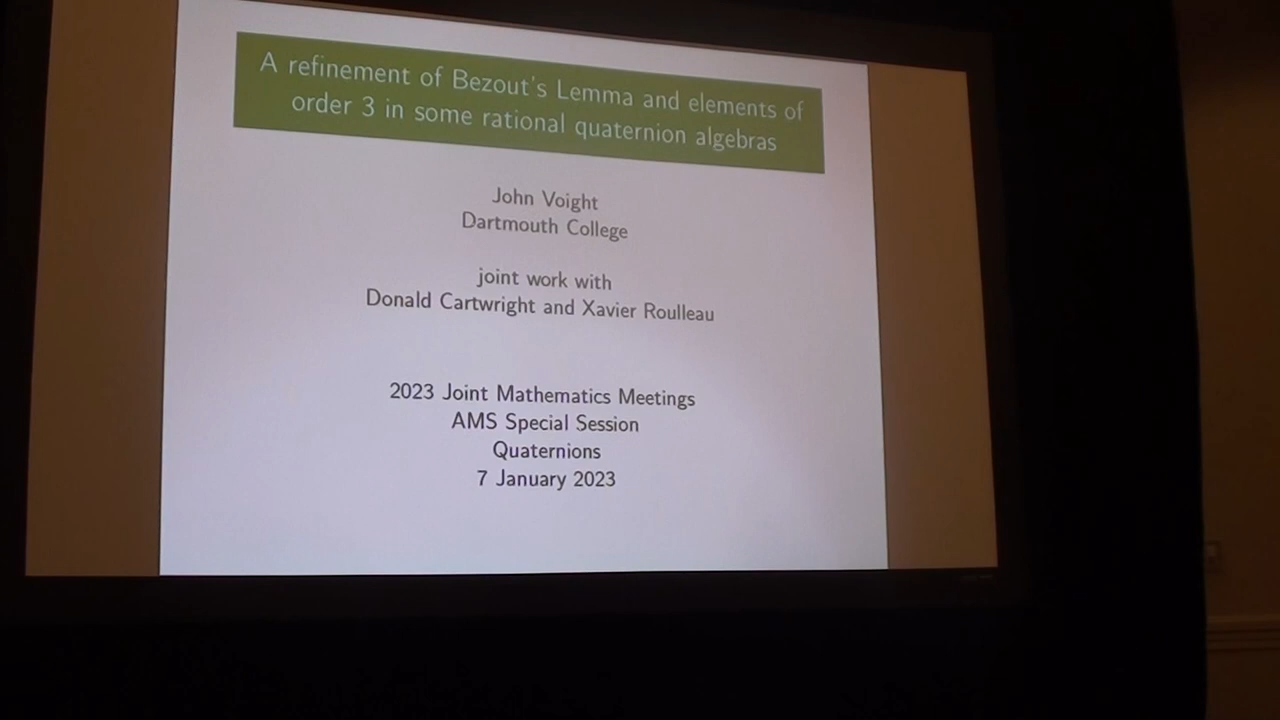 A refinement of Bezout's Lemma and elements of
order 3 in some rational quaternion algebras
John Voight
Dartmouth College
joint work with
Donald Cartwright and Xavier Roulleau
2023 Joint Mathematics Meetings
AMS Special Session
Quaternions
7 January 2023